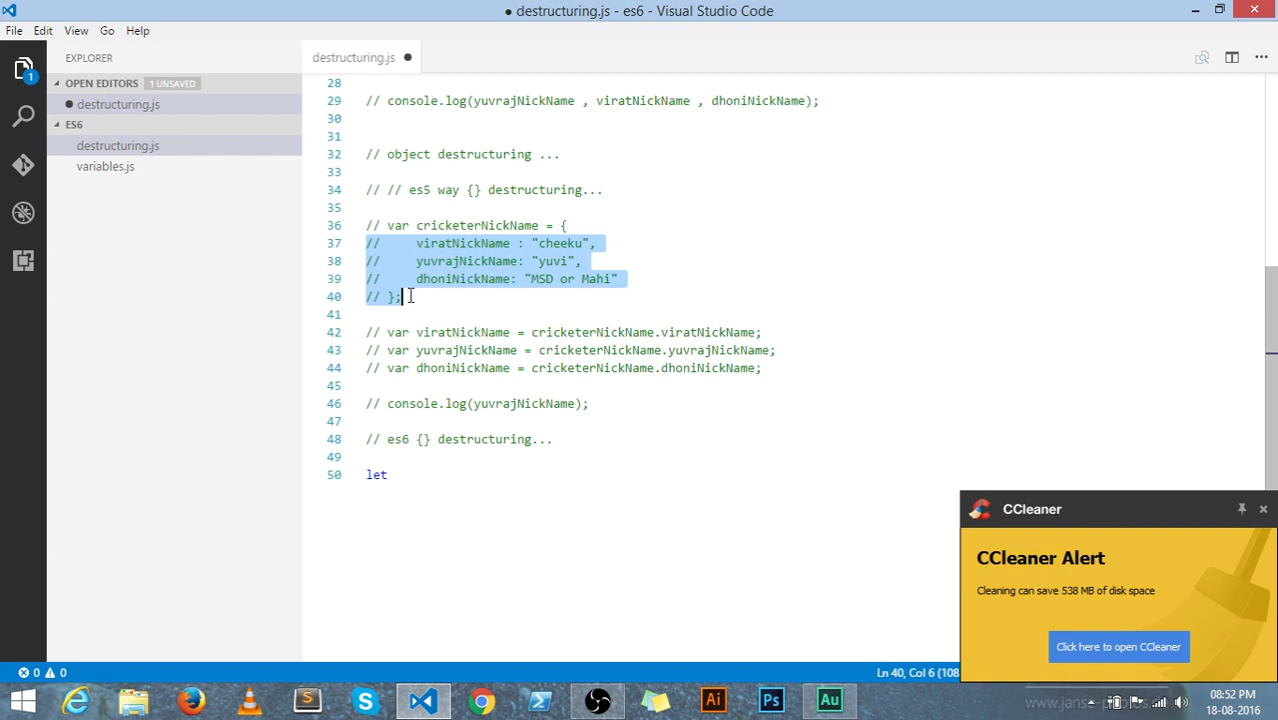 ● destructuring.js - es6 - Visual Studio Code
File Edit View Go Help
EXPLORER
OPEN EDITORS 1 UNSAVED
● destructuring.js
ES6
destructuring.js
variables.js
1
destructuring.js ●
28
29 // console.log(yuvrajNickName , viratNickName , dhoniNickName);
30
31
32 // object destructuring ...
33
34 // // es5 way {} destructuring...
35
36 // var cricketerNickName = {
37 //     viratNickName : "cheeku",
38 //     yuvrajNickName: "yuvi",
39 //     dhoniNickName: "MSD or Mahi"
40 // };
41
42 // var viratNickName = cricketerNickName.viratNickName;
43 // var yuvrajNickName = cricketerNickName.yuvrajNickName;
44 // var dhoniNickName = cricketerNickName.dhoniNickName;
45
46 // console.log(yuvrajNickName);
47
48 // es6 {} destructuring...
49
50 let
CCleaner
CCleaner Alert
Cleaning can save 538 MB of disk space
Click here to open CCleaner
0 0
Ln 40, Col 6 (108
S
S
Ai
Ps
Au
08:52 PM
18-08-2016